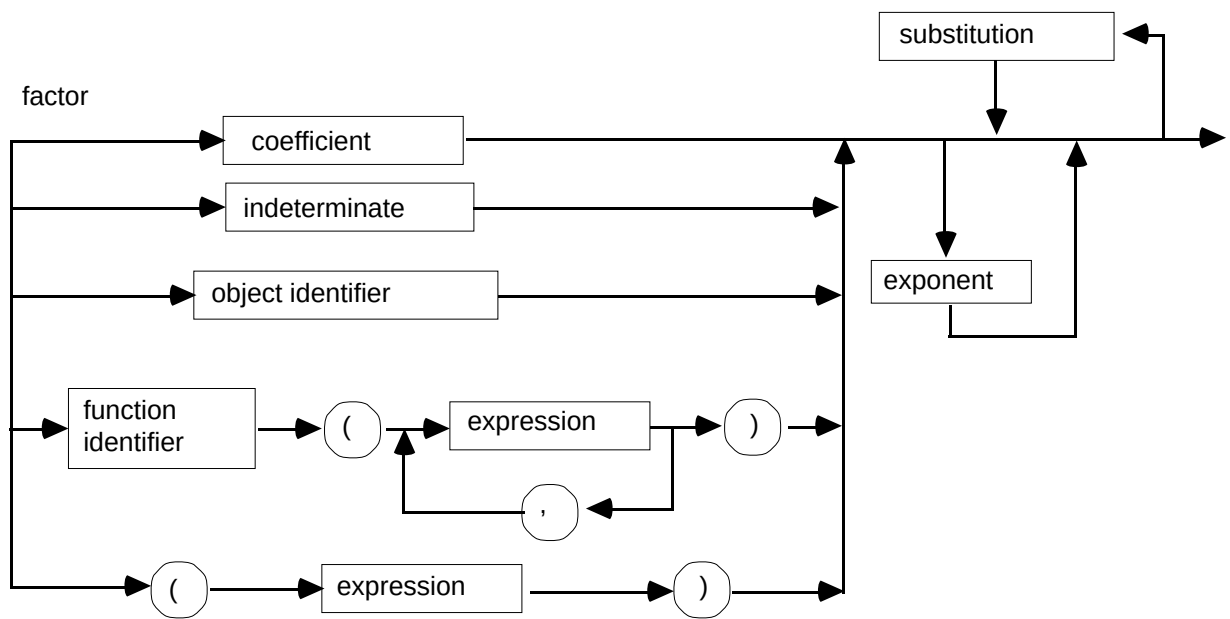 substitution
factor
coefficient
indeterminate
object identifier
exponent
function
identifier
(
expression
)
,
(
expression
)